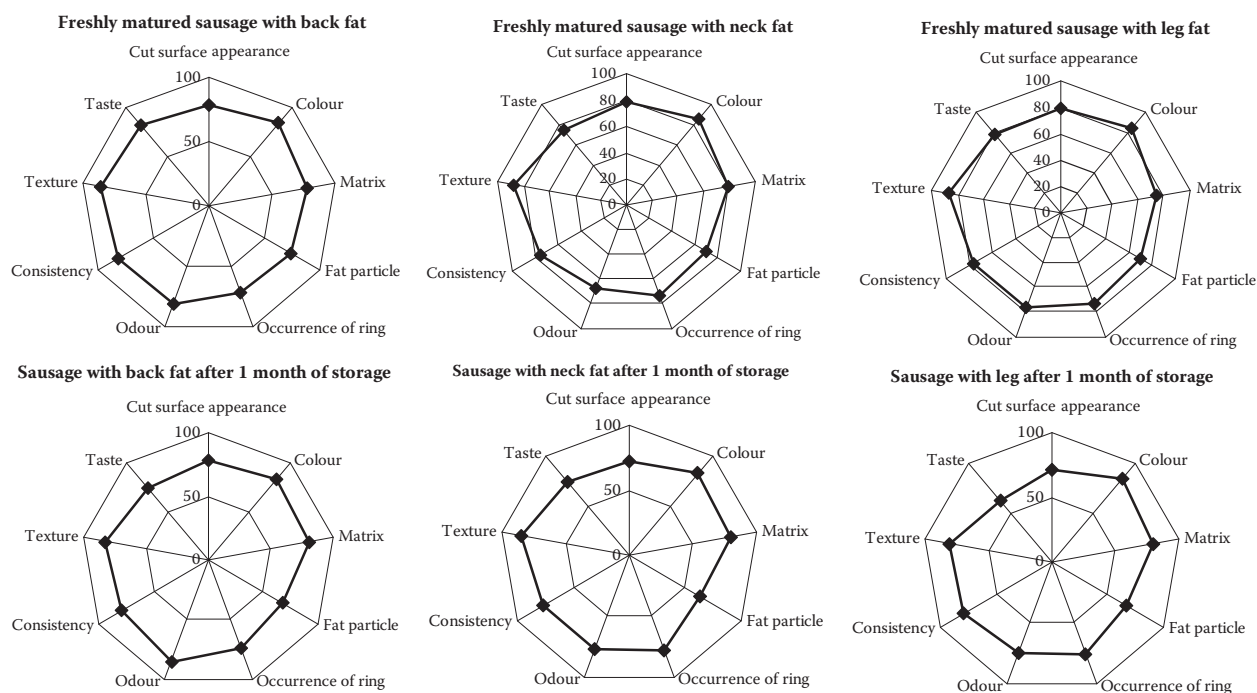 Freshly matured sausage with back fat
Cut surface appearance
100
Taste
Colour
50
Texture
Matrix
0
Consistency
Fat particle
Odour
Occurrence of ring
Freshly matured sausage with neck fat
Cut surface appearance
100
Taste
Colour
80
60
40
Texture
Matrix
20
0
Consistency
Fat particle
Odour
Occurrence of ring
Freshly matured sausage with leg fat
Cut surface appearance
100
Taste
Colour
80
60
40
Texture
Matrix
20
0
Consistency
Fat particle
Odour
Occurrence of ring
Sausage with back fat after 1 month of storage
Cut surface appearance
100
Taste
Colour
50
Texture
Matrix
0
Consistency
Fat particle
Odour
Occurrence of ring
Sausage with neck fat after 1 month of storage
Cut surface appearance
100
Taste
Colour
50
Texture
Matrix
0
Consistency
Fat particle
Odour
Occurrence of ring
Sausage with leg after 1 month of storage
Cut surface appearance
100
Taste
Colour
50
Texture
Matrix
0
Consistency
Fat particle
Odour
Occurrence of ring